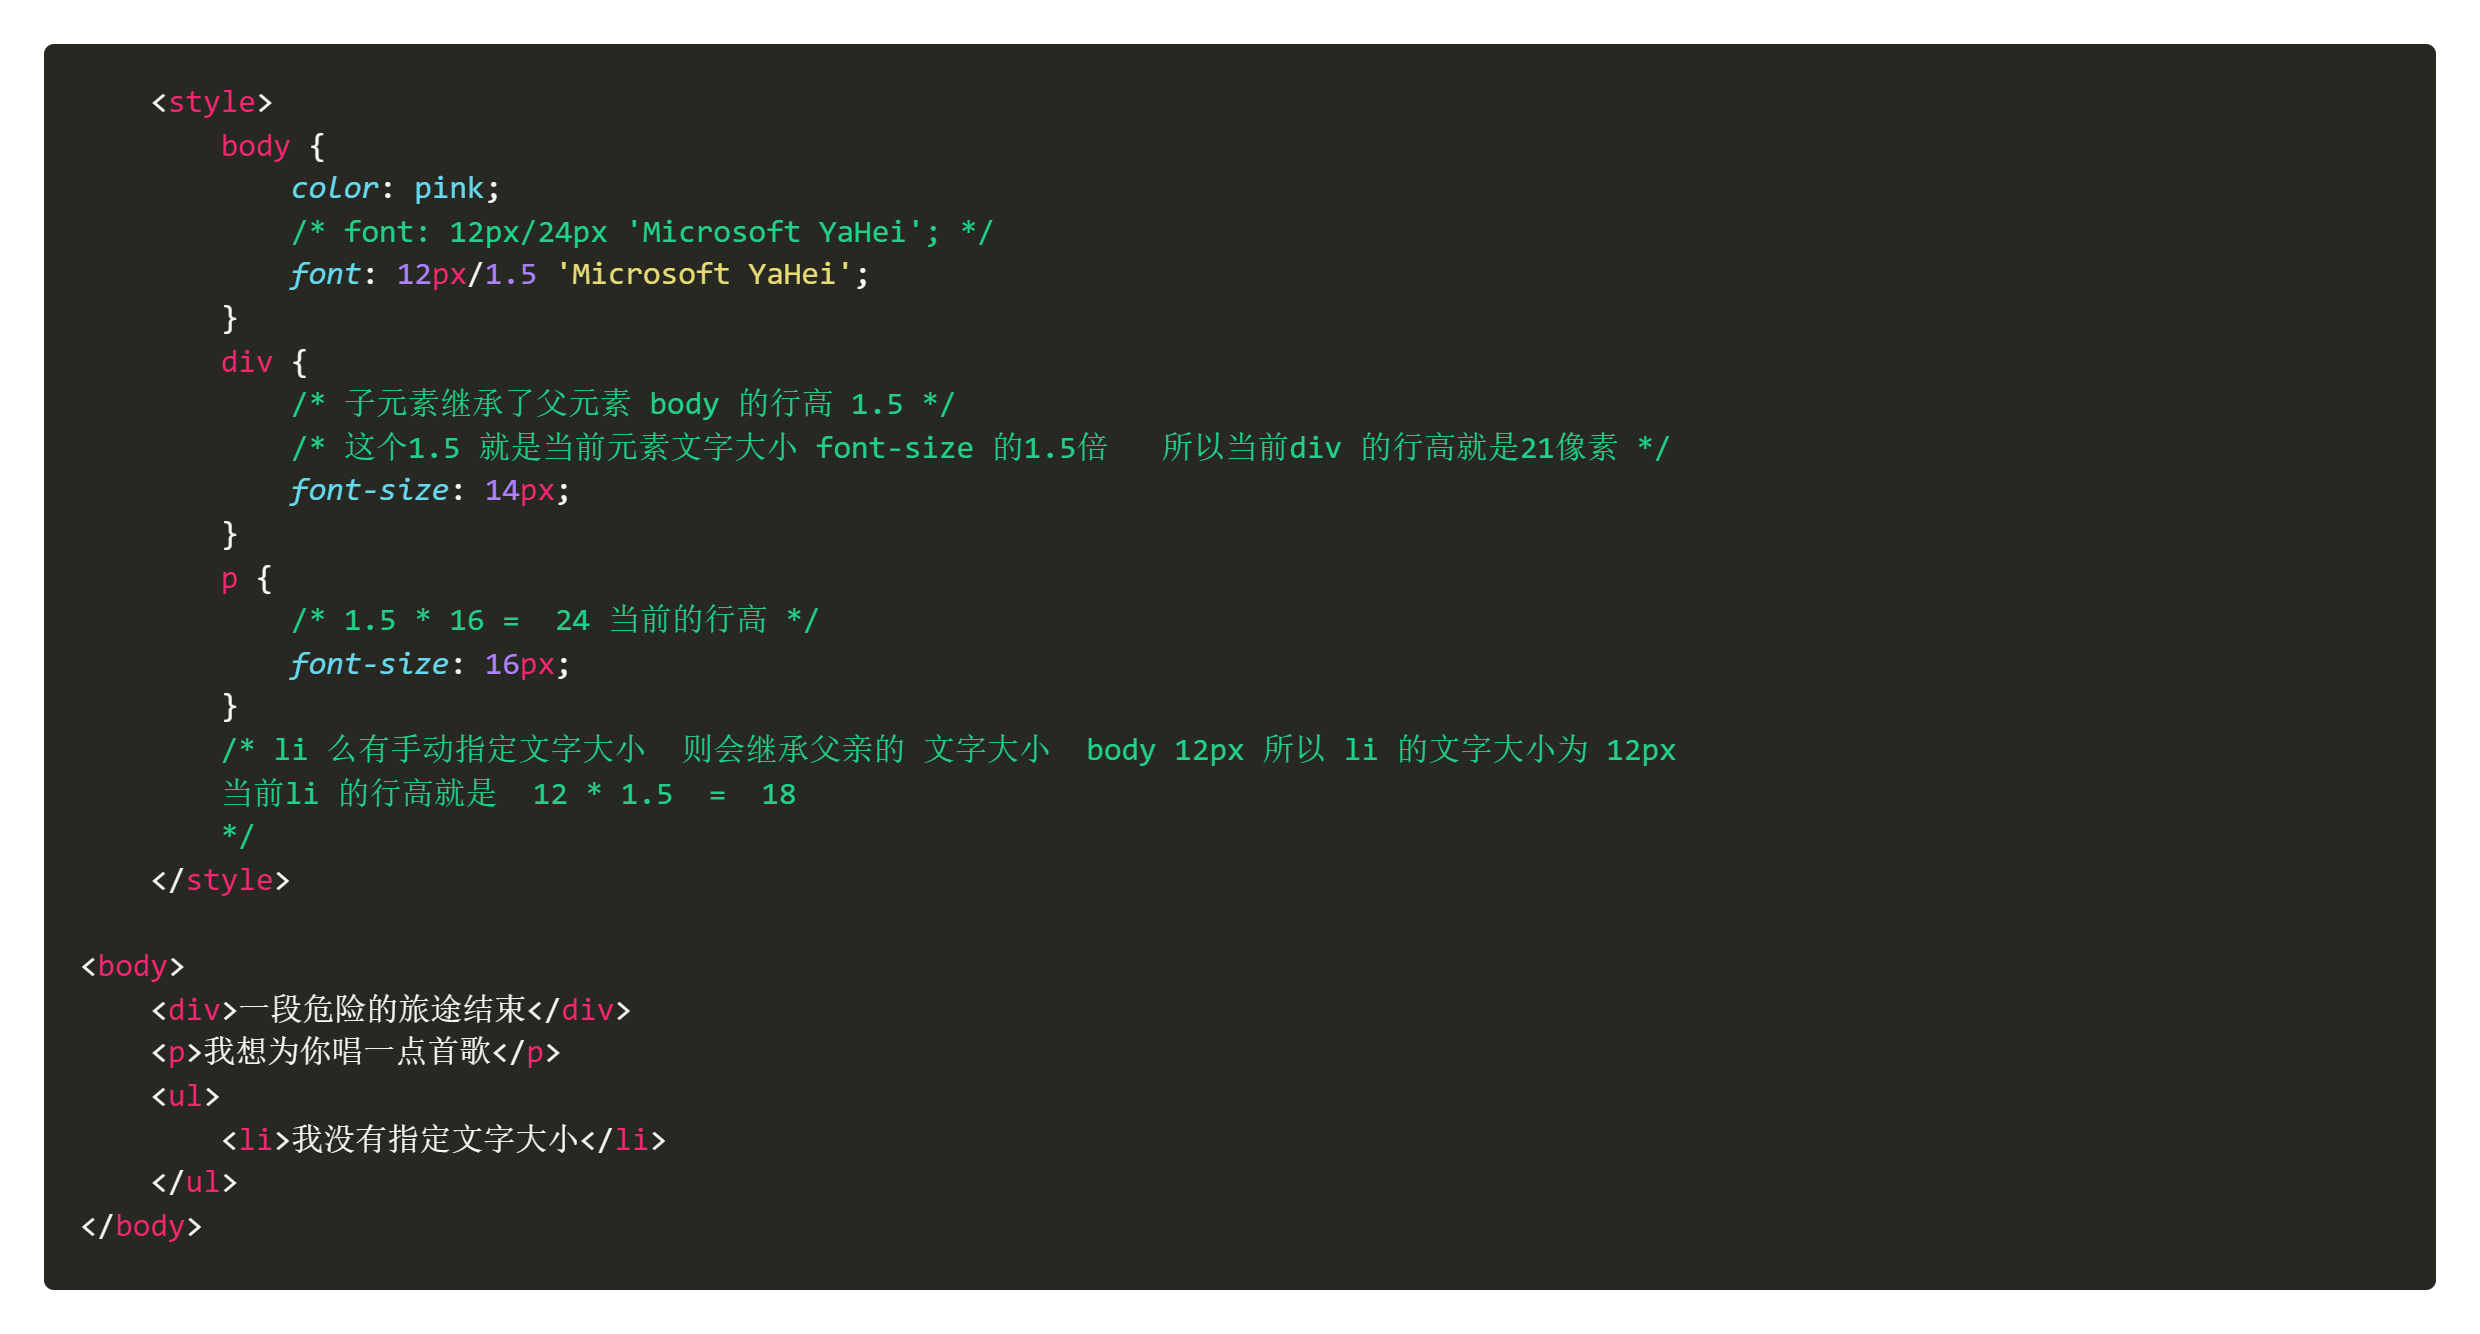 <style>
body {
color: pink;
/* font: 12px/24px 'Microsoft YaHei'; */
font: 12px/1.5 'Microsoft YaHei';
}
div {
/* 子元素继承了父元素 body 的行高 1.5 */
/* 这个1.5 就是当前元素文字大小 font-size 的1.5倍   所以当前div 的行高就是21像素 */
font-size: 14px;
}
p {
/* 1.5 * 16 =  24 当前的行高 */
font-size: 16px;
}
/* li 么有手动指定文字大小  则会继承父亲的 文字大小  body 12px 所以 li 的文字大小为 12px
当前li 的行高就是  12 * 1.5  =  18
*/
</style>
<body>
<div>一段危险的旅途结束</div>
<p>我想为你唱一点首歌</p>
<ul>
<li>我没有指定文字大小</li>
</ul>
</body>